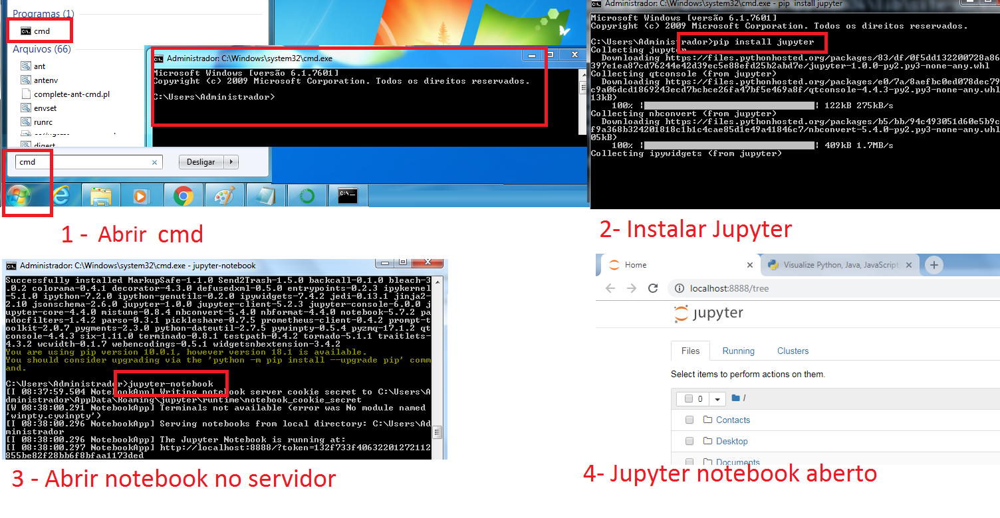 Programas (1)
cmd
Arquivos (66)
ant
antenv
complete-ant-cmd.pl
envset
runrc
digest
cmd
Desligar
Administrador: C:\Windows\system32\cmd.exe
Microsoft Windows [versão 6.1.7601]
Copyright (c) 2009 Microsoft Corporation. Todos os direitos reservados.
C:\Users\Administrador>
1 - Abrir cmd
Administrador: C:\Windows\system32\cmd.exe - pip install jupyter
Microsoft Windows [versão 6.1.7601]
Copyright (c) 2009 Microsoft Corporation. Todos os direitos reservados.
C:\Users\Administrador>pip install jupyter
Collecting jupyter
Downloading https://files.pythonhosted.org/packages/83/df/0f5dd132200728a86
397e1ea87cd76244e42d39ec5e88efd25b2abd7e/jupyter-1.0.0-py2.py3-none-any.whl
Collecting qtconsole (from jupyter)
Downloading https://files.pythonhosted.org/packages/e0/7a/8aefbc0ed078dec79
c9a06dcd1869243ecd7bcbce26fa47bf5e469a8f/qtconsole-4.4.3-py2.py3-none-any.whl
13kB)
100% | | 122kB 275kB/s
Collecting nbconvert (from jupyter)
Downloading https://files.pythonhosted.org/packages/b5/bb/94c493051d60e5b9c
f9a368b324201818c1b1c4cae85d1e49a41846c7/nbconvert-5.4.0-py2.py3-none-any.whl
05kB)
100% | | 409kB 1.7MB/s
Collecting ipywidgets (from jupyter)
2- Instalar Jupyter
Administrador: C:\Windows\system32\cmd.exe - jupyter-notebook
Successfully installed MarkupSafe-1.1.0 Send2Trash-1.5.0 backcall-0.1.0 bleach-3
.0.2 colorama-0.4.1 decorator-4.3.0 defusedxml-0.5.0 entrypoints-0.2.3 ipykernel
-5.1.0 ipython-7.2.0 ipython-genutils-0.2.0 ipywidgets-7.4.2 jedi-0.13.1 jinja2-
2.10 jsonschema-2.6.0 jupyter-1.0.0 jupyter-client-5.2.3 jupyter-console-6.0.0 j
upyter-core-4.4.0 mistune-0.8.4 nbconvert-5.4.0 nbformat-4.4.0 notebook-5.7.2 pa
ndocfilters-1.4.2 parso-0.3.1 pickleshare-0.7.5 prometheus-client-0.4.2 prompt-t
oolkit-2.0.7 pygments-2.3.0 python-dateutil-2.7.5 pywinpty-0.5.4 pyzmq-17.1.2 qt
console-4.4.3 six-1.11.0 terminado-0.8.1 testpath-0.4.2 tornado-5.1.1 traitlets-
4.3.2 wcwidth-0.1.7 webencodings-0.5.1 widgetsnbextension-3.4.2
You are using pip version 10.0.1, however version 18.1 is available.
You should consider upgrading via the 'python -m pip install --upgrade pip' comm
and.
C:\Users\Administrador>jupyter-notebook
[I 08:37:59.504 NotebookApp] Writing notebook server cookie secret to C:\Users\A
dministrador\AppData\Roaming\jupyter\runtime\notebook_cookie_secret
[W 08:38:00.291 NotebookApp] Terminals not available (error was No module named
'winpty.cywinpty')
[I 08:38:00.296 NotebookApp] Serving notebooks from local directory: C:\Users\Ad
ministrador
[I 08:38:00.296 NotebookApp] The Jupyter Notebook is running at:
[I 08:38:00.297 NotebookApp] http://localhost:8888/?token=132f733f40632201272112
855be82f28bb6f8bfaa1173ded
3 - Abrir notebook no servidor
Home
Visualize Python, Java, JavaScript,
localhost:8888/tree
jupyter
Files
Running
Clusters
Select items to perform actions on them.
0
/
Contacts
Desktop
Documents
4- Jupyter notebook aberto